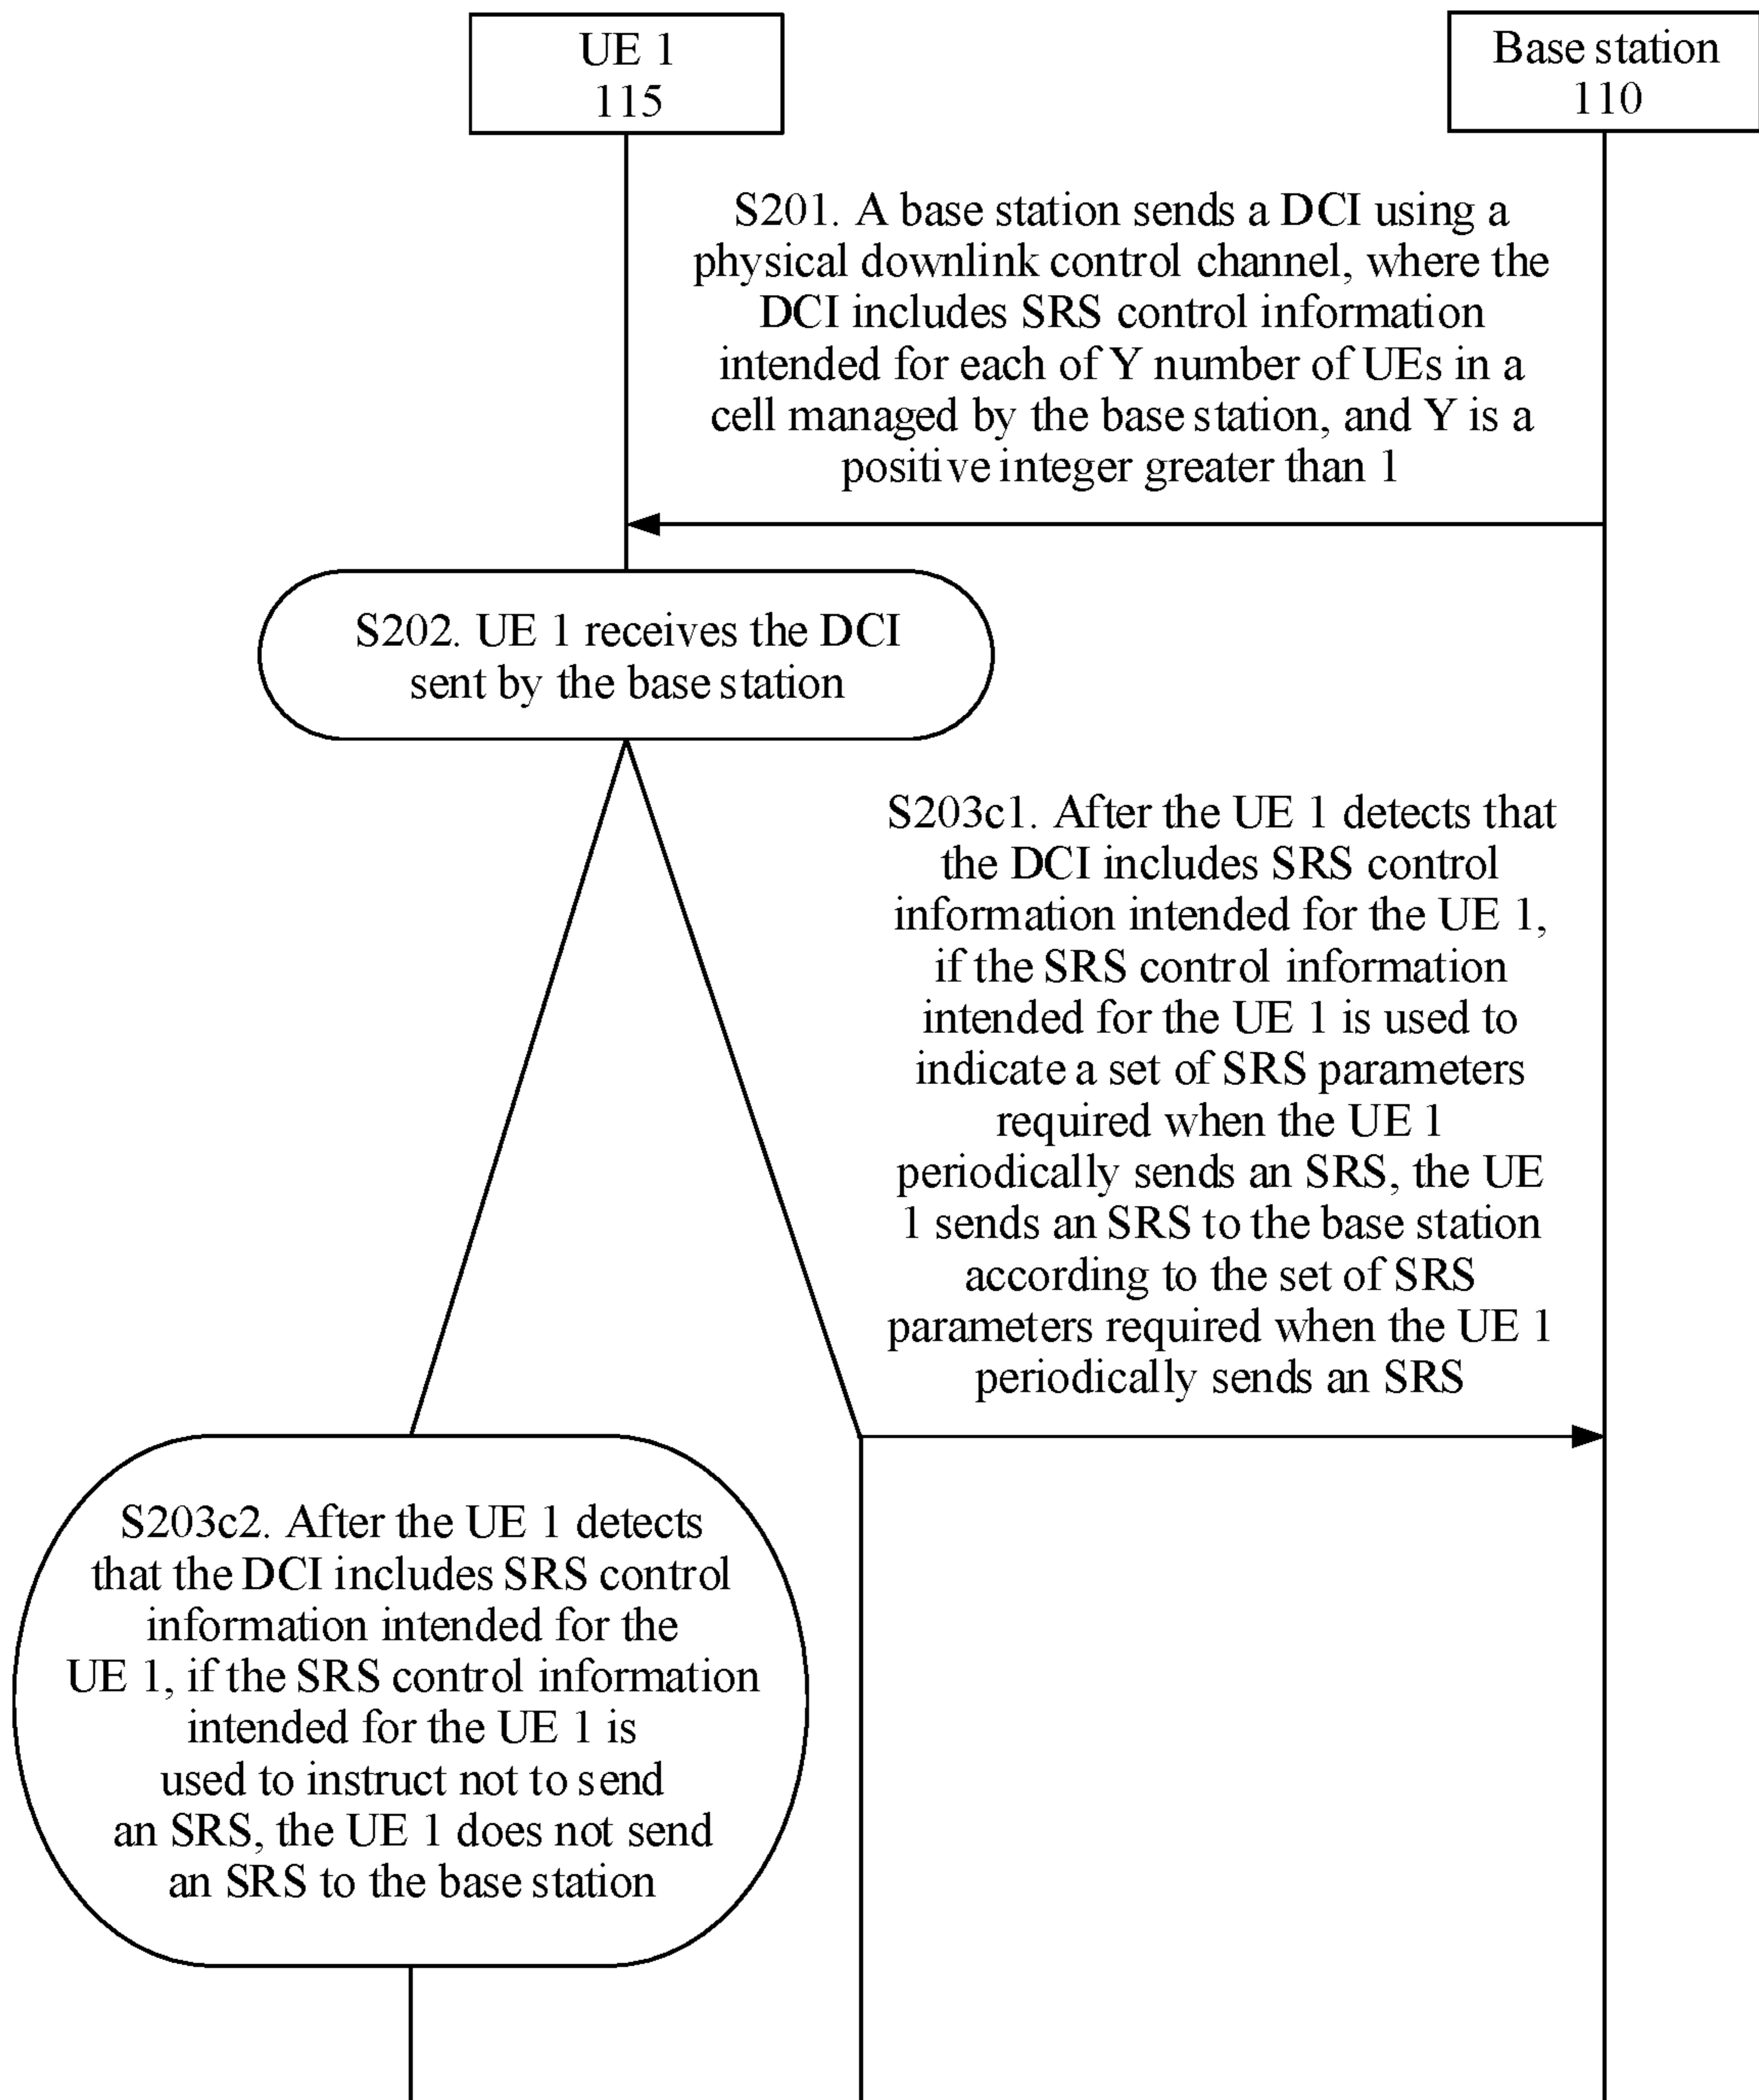 UE 1
115
Base station
110
S201. A base station sends a DCI using a
physical downlink control channel, where the
DCI includes SRS control information
intended for each of Y number of UEs in a
cell managed by the base station, and Y is a
positive integer greater than 1
S202. UE 1 receives the DCI
sent by the base station
S203c1. After the UE 1 detects that
the DCI includes SRS control
information intended for the UE 1,
if the SRS control information
intended for the UE 1 is used to
indicate a set of SRS parameters
required when the UE 1
periodically sends an SRS, the UE
1 sends an SRS to the base station
according to the set of SRS
parameters required when the UE 1
periodically sends an SRS
S203c2. After the UE 1 detects
that the DCI includes SRS control
information intended for the
UE 1, if the SRS control information
intended for the UE 1 is
used to instruct not to send
an SRS, the UE 1 does not send
an SRS to the base station